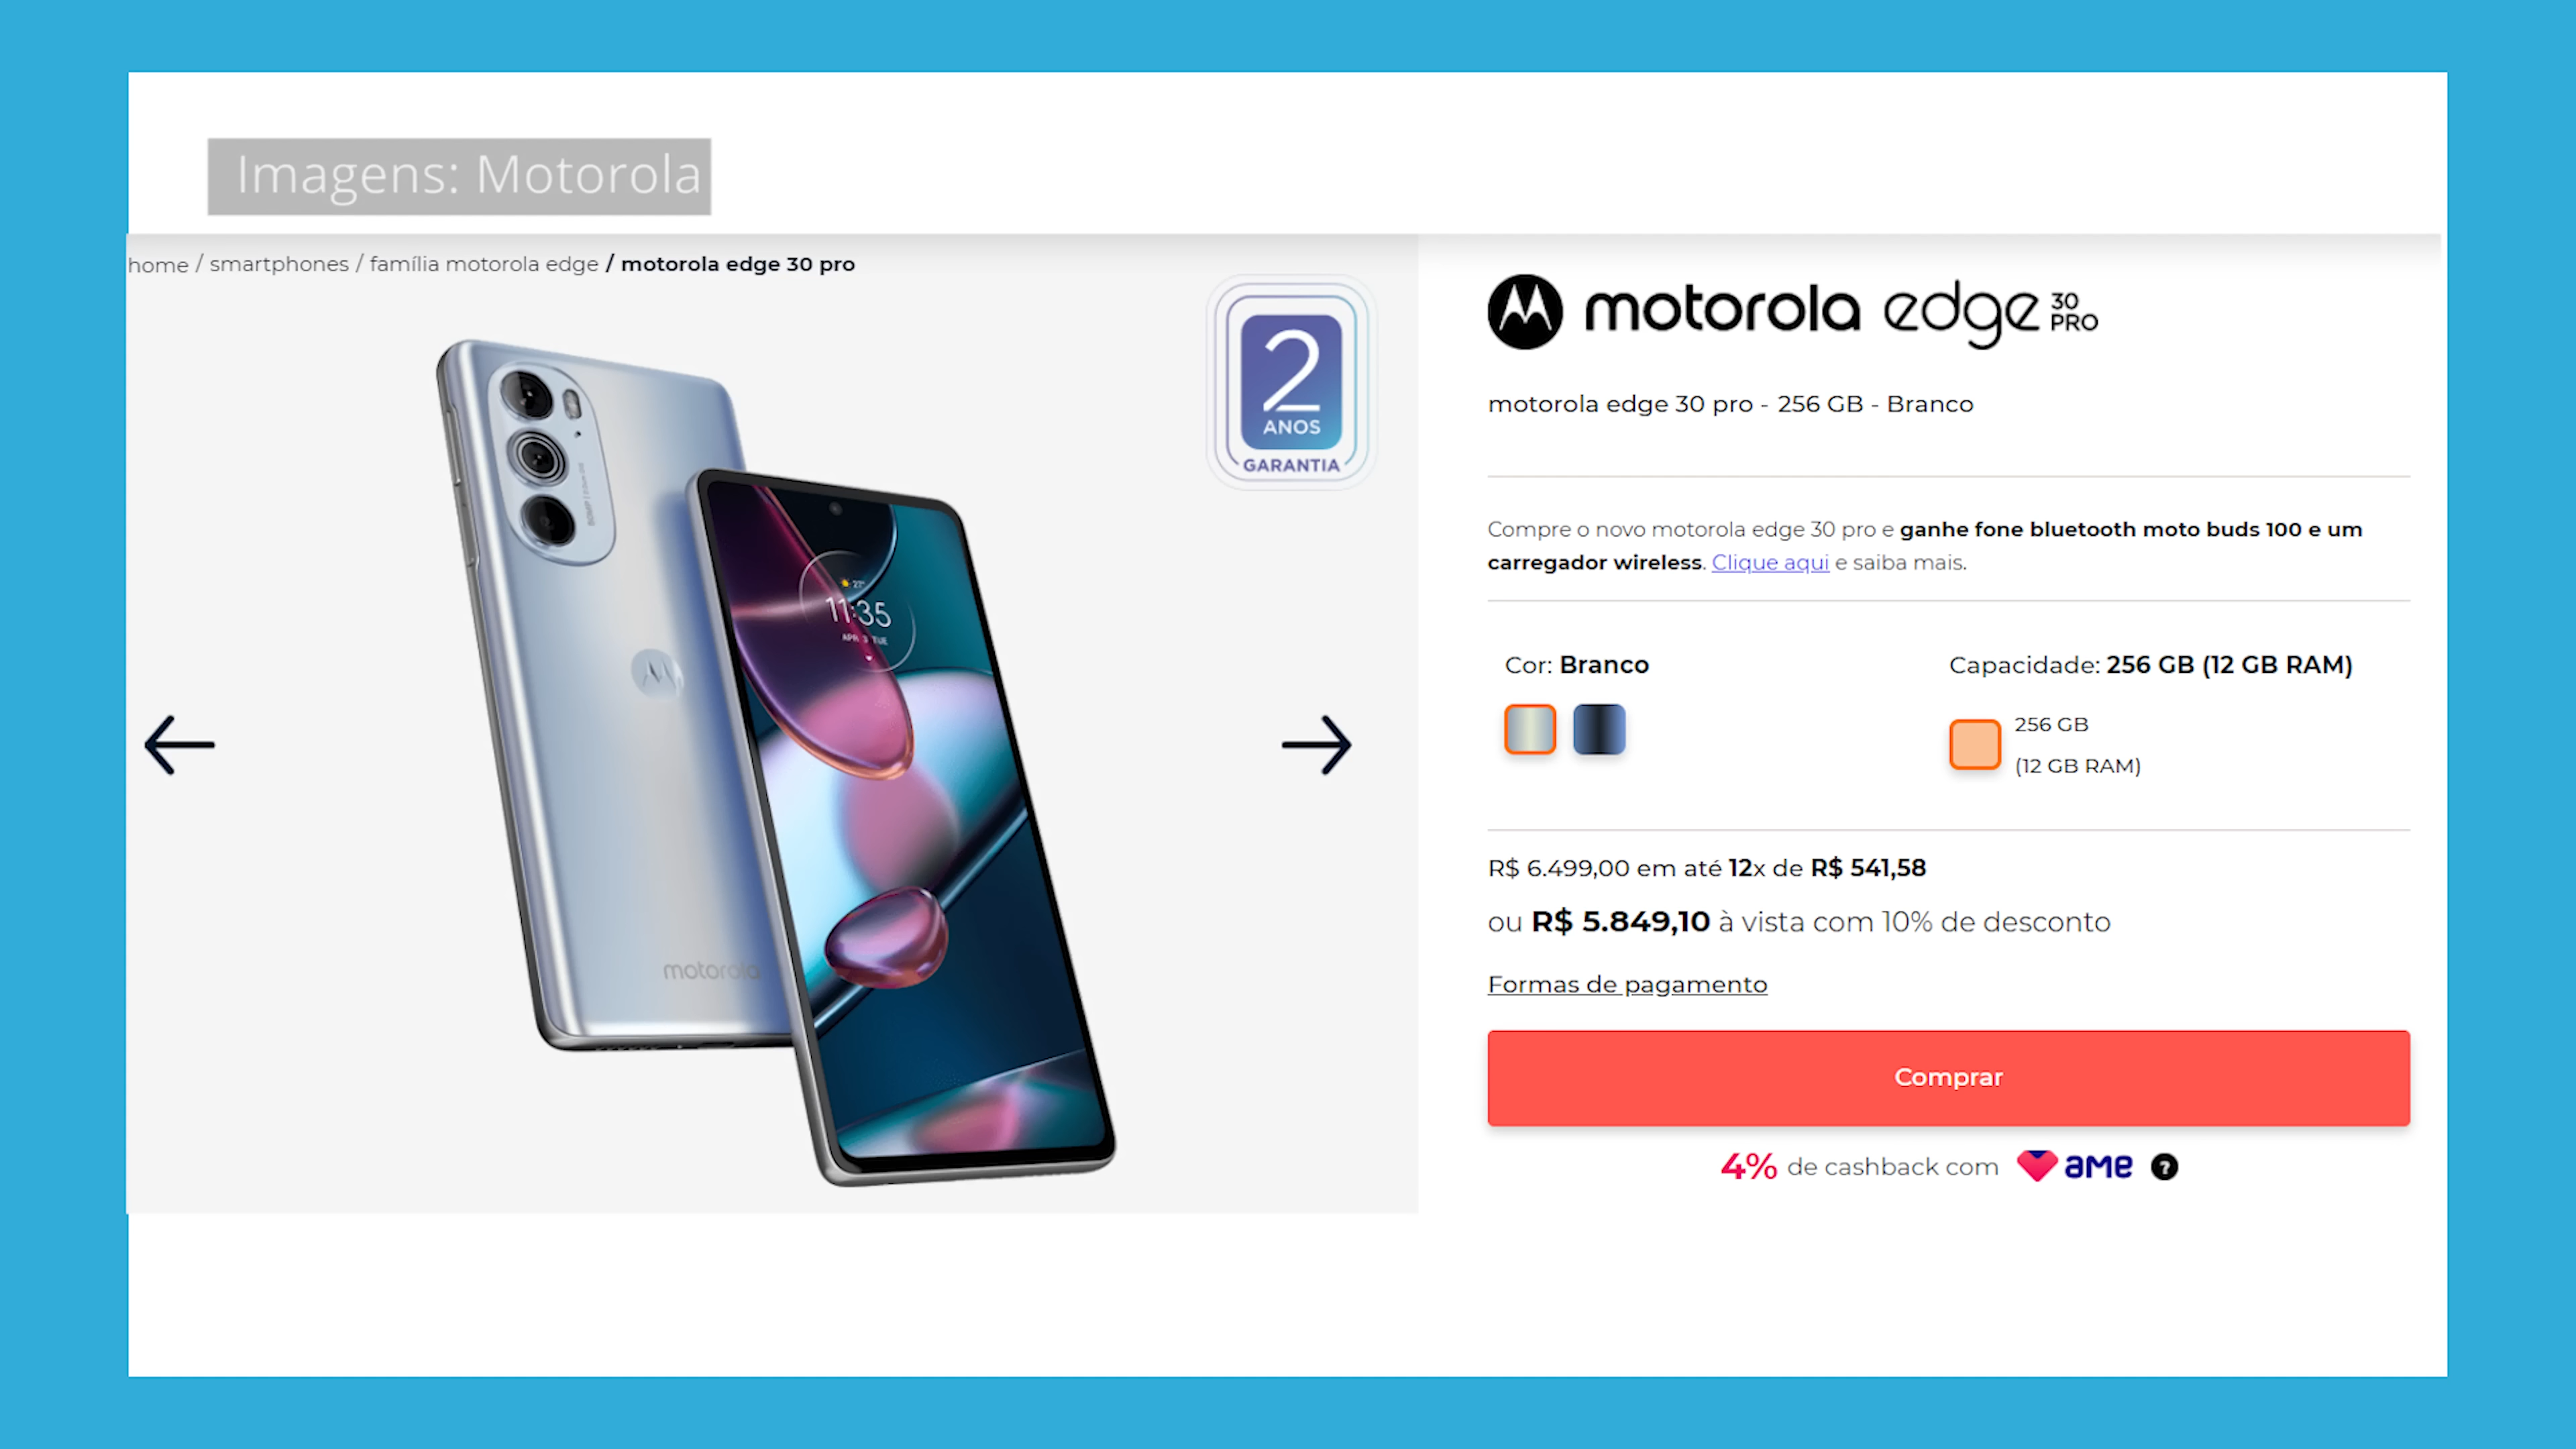 Imagens: Motorola
home / smartphones / família motorola edge / motorola edge 30 pro
2
ANOS
GARANTIA
11:35
motorola
motorola edge 30 PRO
motorola edge 30 pro - 256 GB - Branco
Compre o novo motorola edge 30 pro e ganhe fone bluetooth moto buds 100 e um
carregador wireless. Clique aqui e saiba mais.
Cor: Branco
Capacidade: 256 GB (12 GB RAM)
256 GB
(12 GB RAM)
R$ 6.499,00 em até 12x de R$ 541,58
ou R$ 5.849,10 à vista com 10% de desconto
Formas de pagamento
Comprar
4% de cashback com ame ?